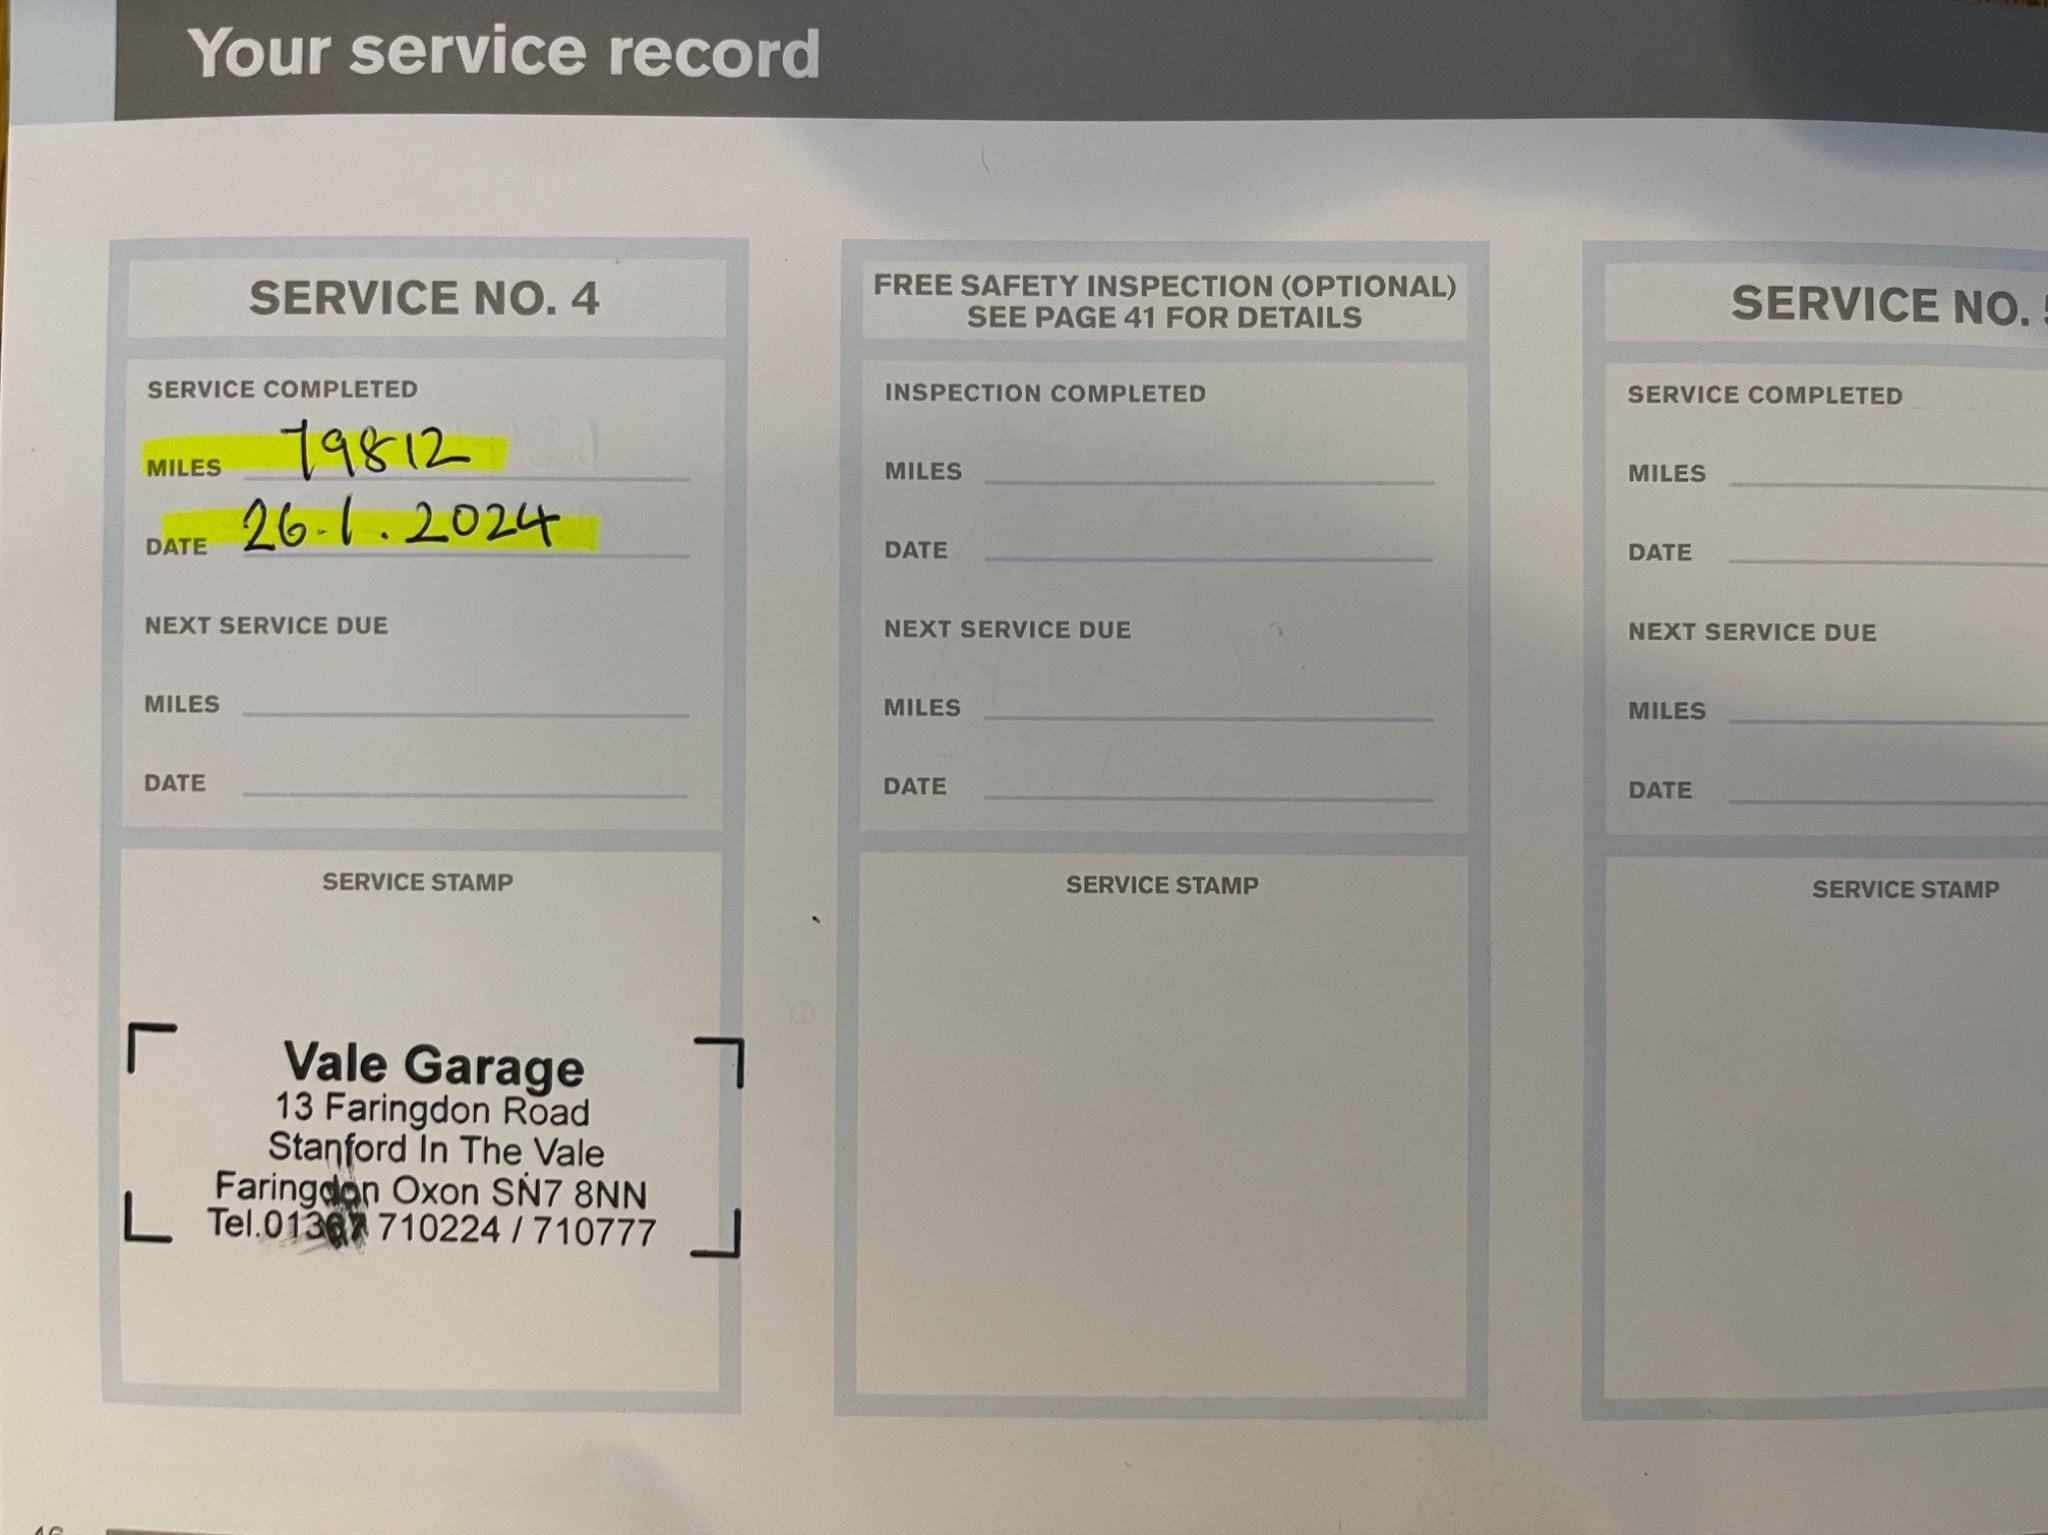 Your service record
SERVICE NO. 4
SERVICE COMPLETED
MILES 79812
DATE 26.1.2024
NEXT SERVICE DUE
MILES
DATE
SERVICE STAMP
Vale Garage
13 Faringdon Road
Stanford In The Vale
Faringdon Oxon SN7 8NN
Tel.01367 710224 / 710777
FREE SAFETY INSPECTION (OPTIONAL)
SEE PAGE 41 FOR DETAILS
INSPECTION COMPLETED
MILES
DATE
NEXT SERVICE DUE
MILES
DATE
SERVICE STAMP
SERVICE NO.
SERVICE COMPLETED
MILES
DATE
NEXT SERVICE DUE
MILES
DATE
SERVICE STAMP